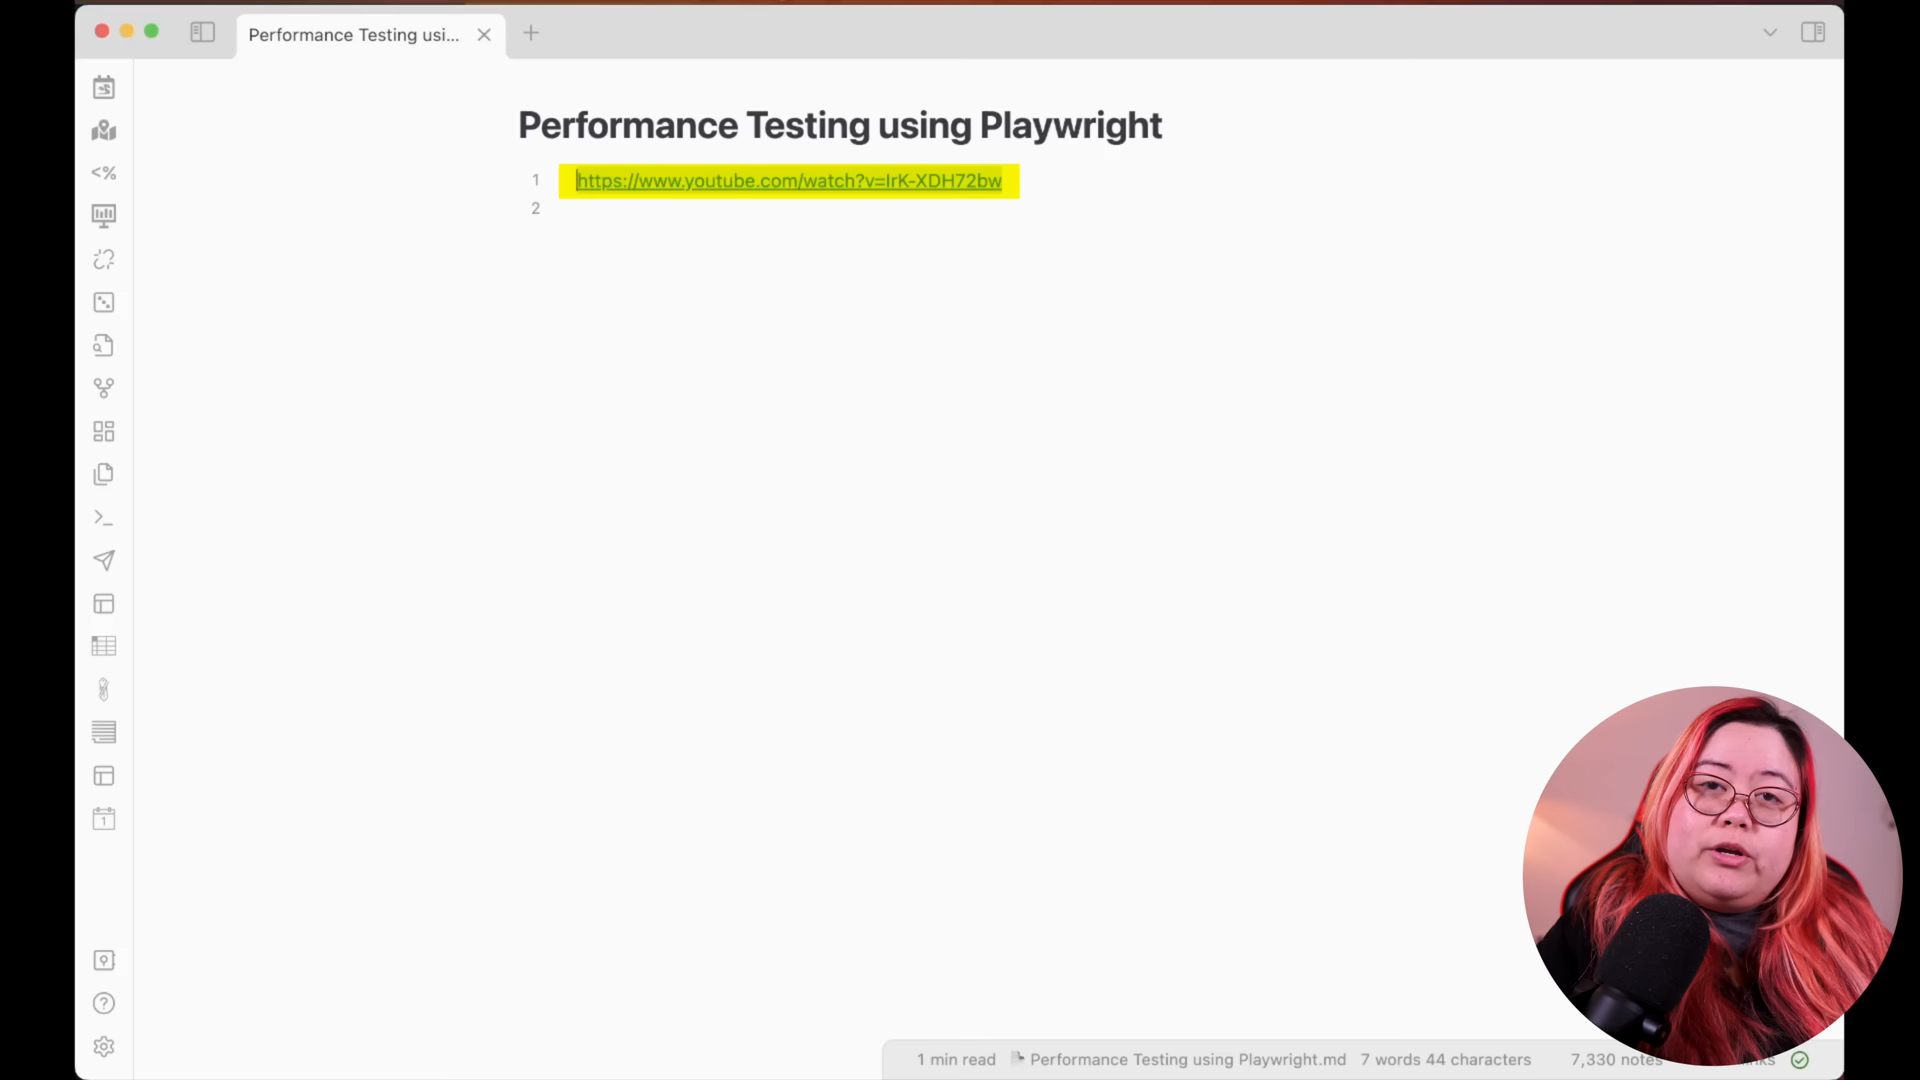 Performance Testing usi...
Performance Testing using Playwright
1 https://www.youtube.com/watch?v=IrK-XDH72bw
2
<%
1
1 min read Performance Testing using Playwright.md 7 words 44 characters 7,330 notes